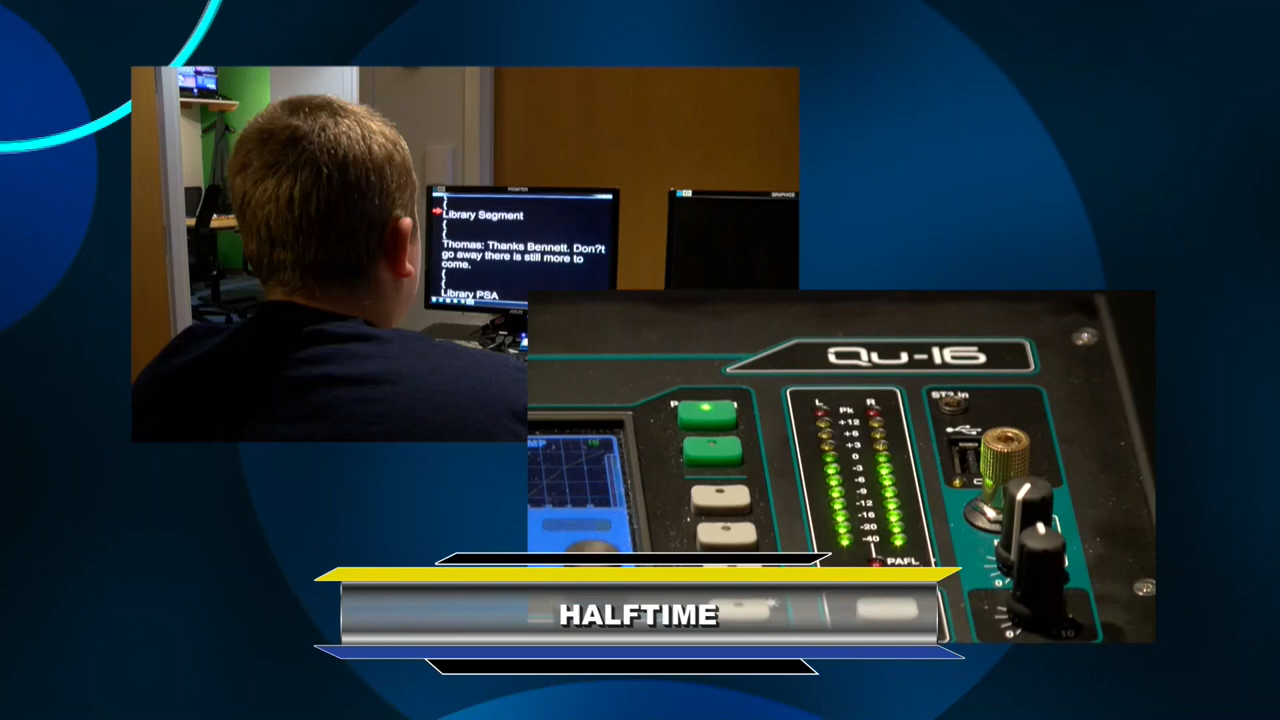 PROMPTER
GRAPHICS
{
Library Segment
{
{
Thomas: Thanks Bennett. Don?t
go away there is still more to
come.
{
{
Library PSA
ASUS
Qu-16
ST3 in
L R
Pk
+12
+6
+3
0
-3
-6
-9
-12
-16
-20
-40
PAFL
0
0 10
HALFTIME